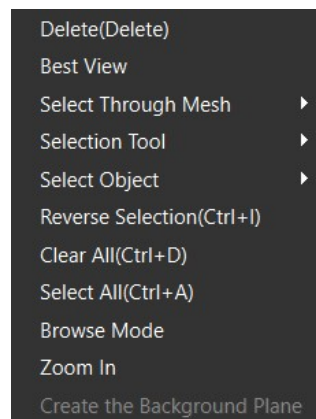 Delete(Delete)
Best View
Select Through Mesh
Selection Tool
Select Object
Reverse Selection(Ctrl+I)
Clear All(Ctrl+D)
Select All(Ctrl+A)
Browse Mode
Zoom In
Create the Background Plane